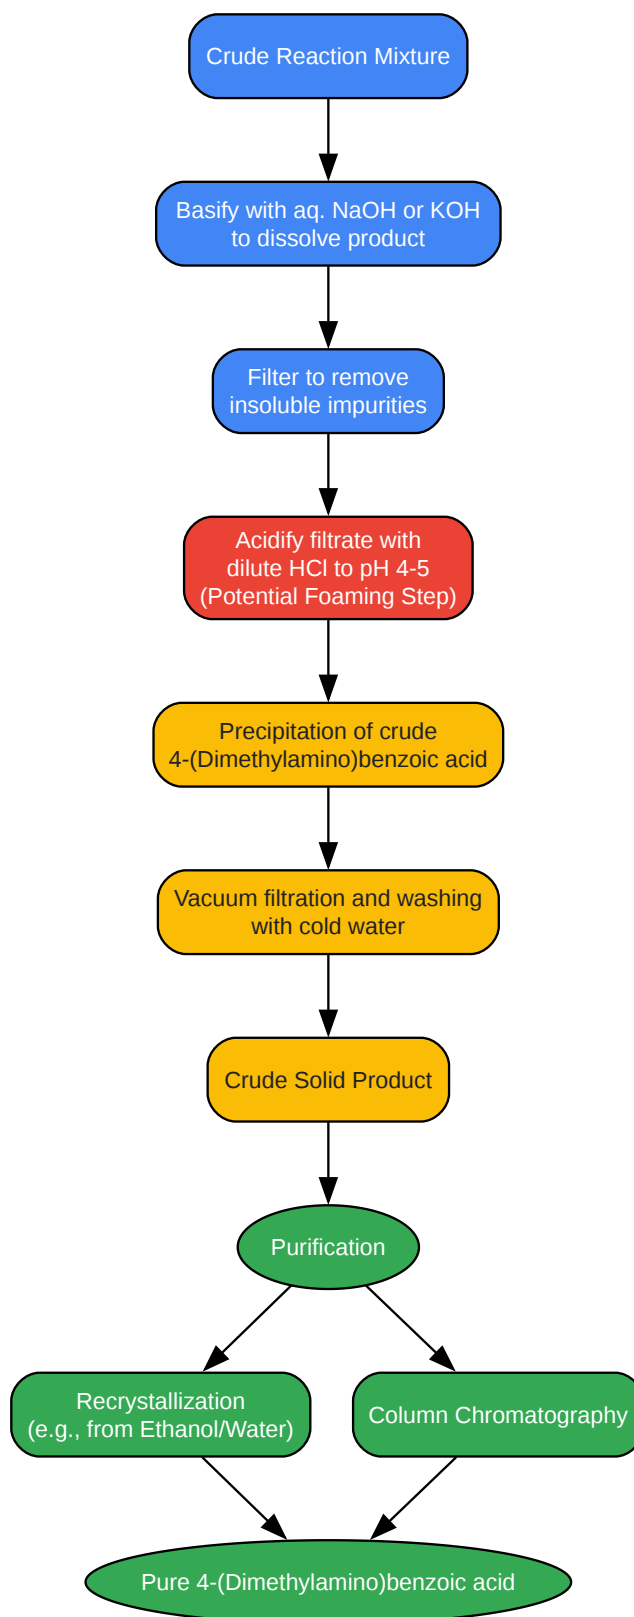 Crude Reaction Mixture
Basify with aq. NaOH or KOH
to dissolve product
Filter to remove
insoluble impurities
Acidify filtrate with
dilute HCl to pH 4-5
(Potential Foaming Step)
Precipitation of crude
4-(Dimethylamino)benzoic acid
Vacuum filtration and washing
with cold water
Crude Solid Product
Purification
Recrystallization
(e.g., from Ethanol/Water)
Column Chromatography
Pure 4-(Dimethylamino)benzoic acid